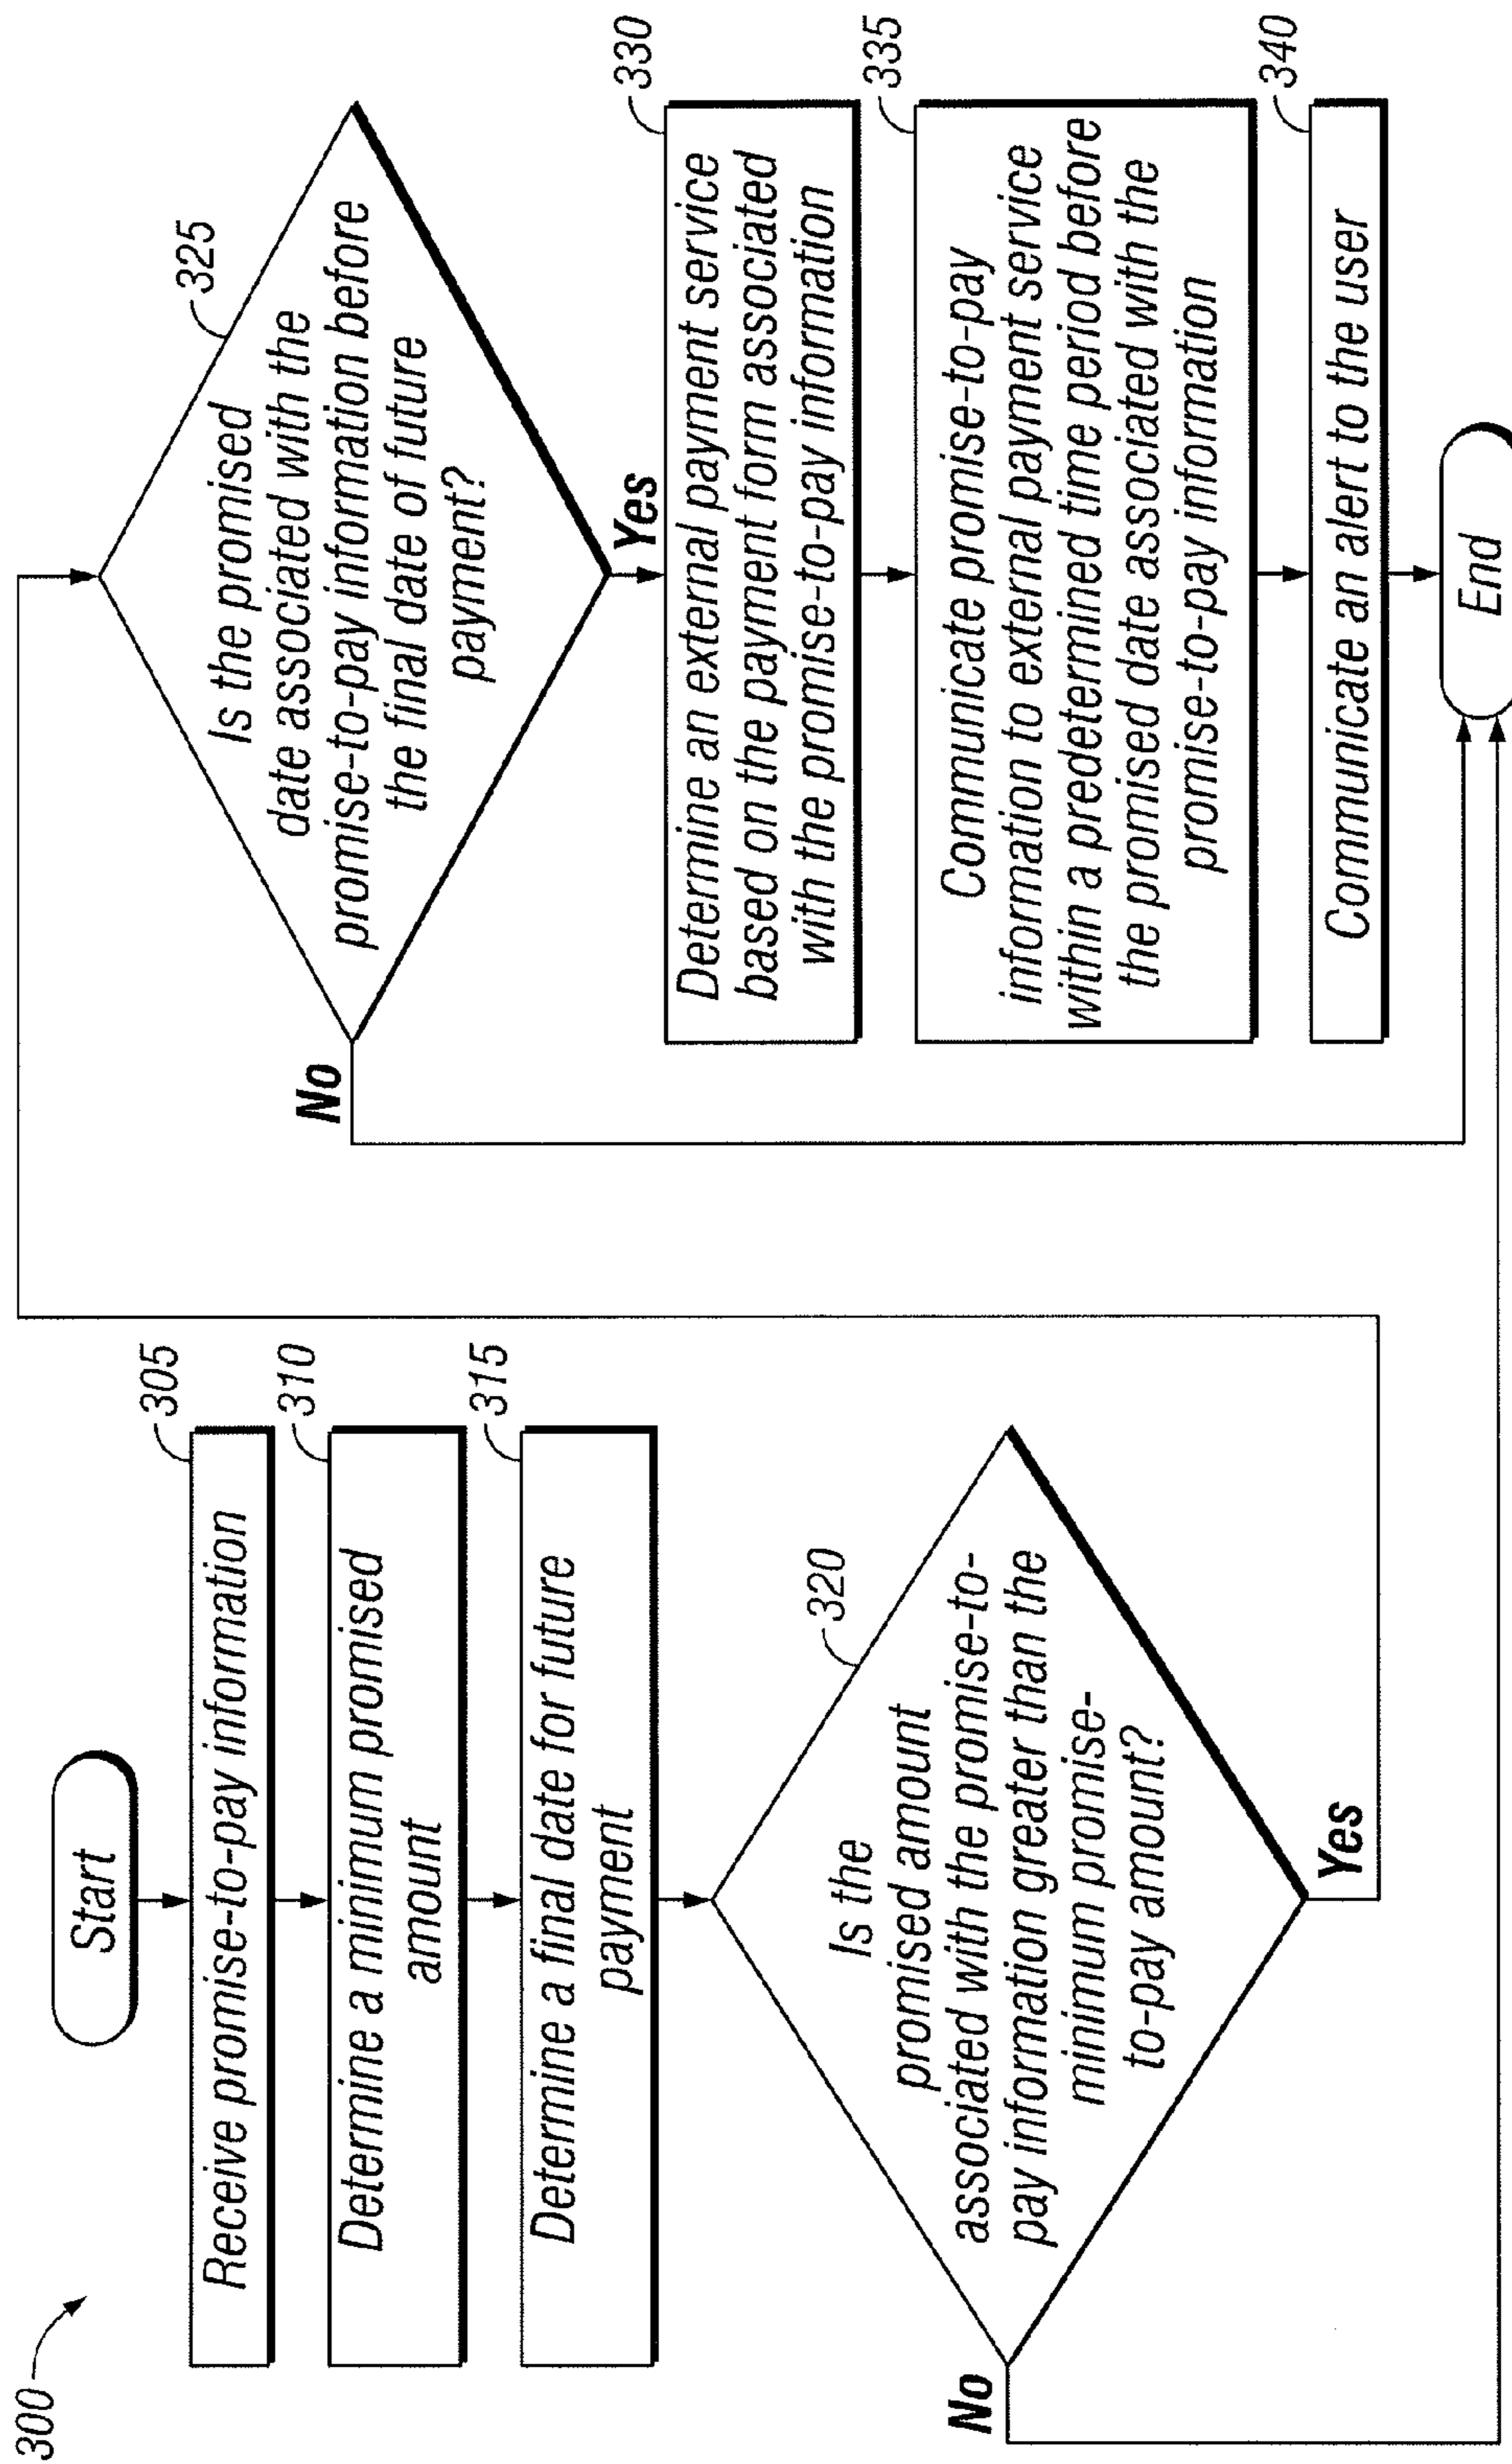 300
Start
305
Receive promise-to-pay information
310
Determine a minimum promised
amount
315
Determine a final date for future
payment
320
Is the
promised amount
associated with the promise-to-
pay information greater than the
minimum promise-
to-pay amount?
No
Yes
325
Is the promised
date associated with the
promise-to-pay information before
the final date of future
payment?
No
Yes
330
Determine an external payment service
based on the payment form associated
with the promise-to-pay information
335
Communicate promise-to-pay
information to external payment service
within a predetermined time period before
the promised date associated with the
promise-to-pay information
340
Communicate an alert to the user
End